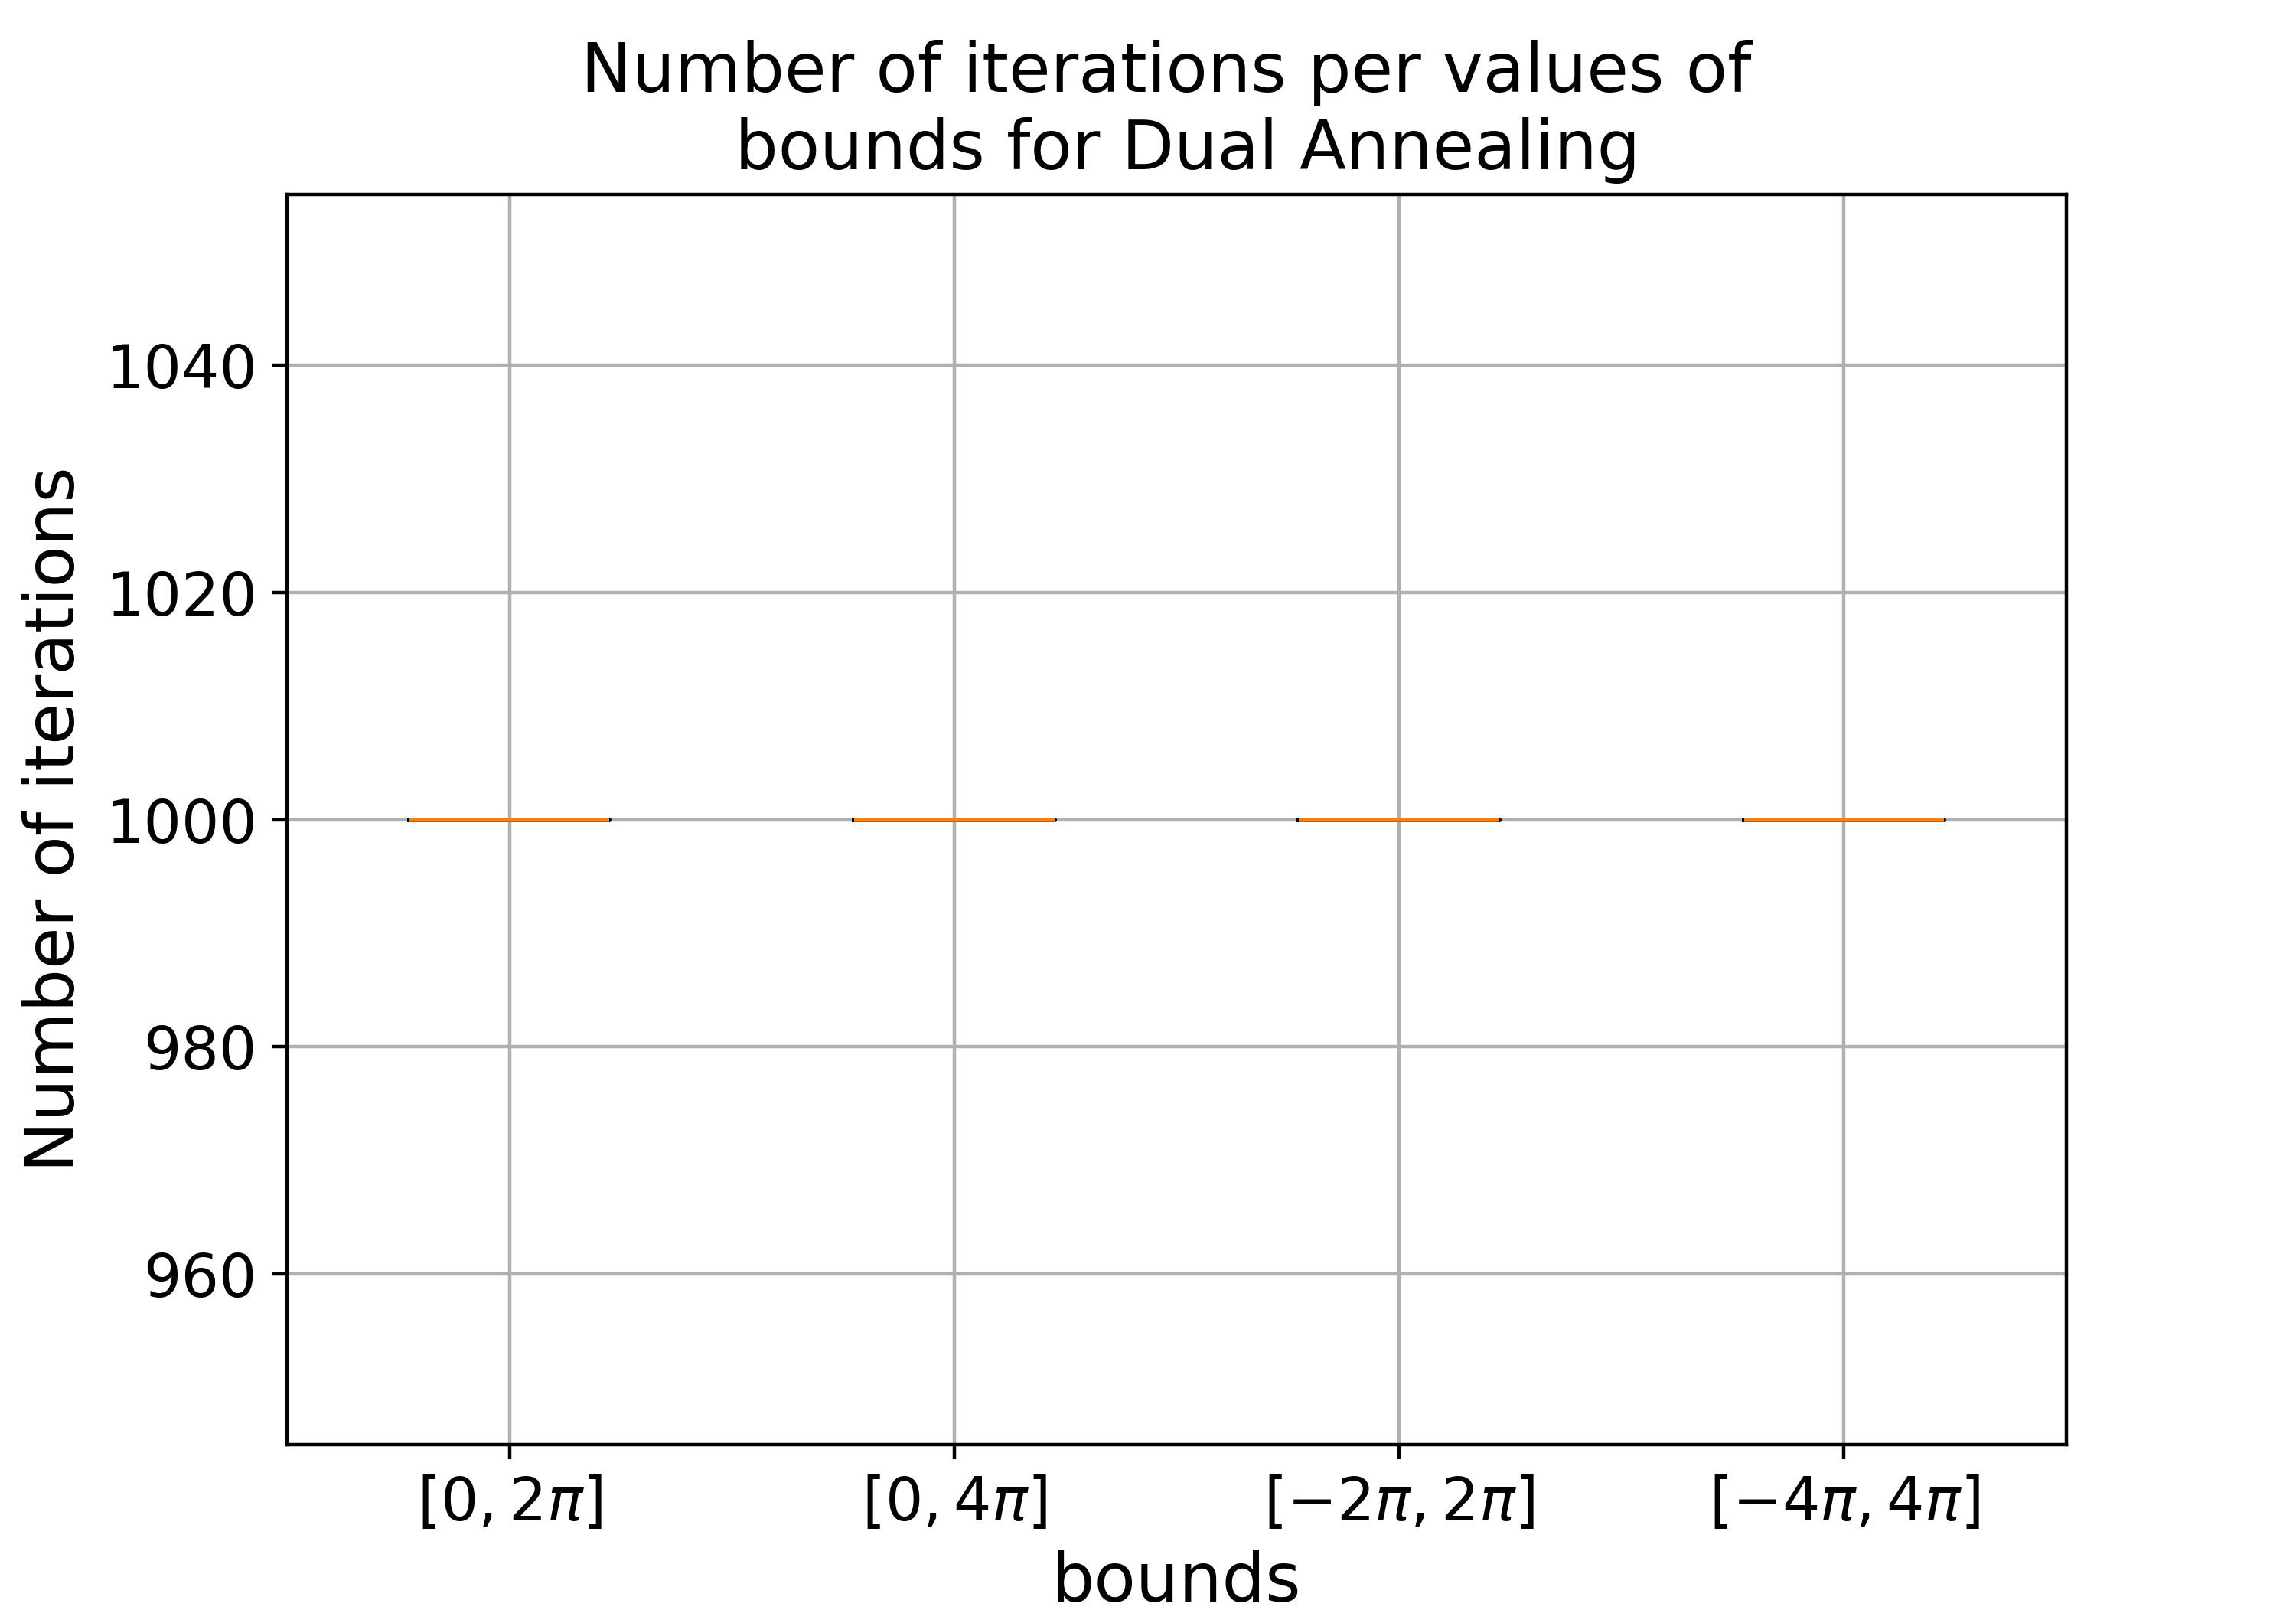 Number of iterations per values of
bounds for Dual Annealing
Number of iterations
1040
1020
1000
980
960
[0, 2π]
[0, 4π]
[−2π, 2π]
[−4π, 4π]
bounds